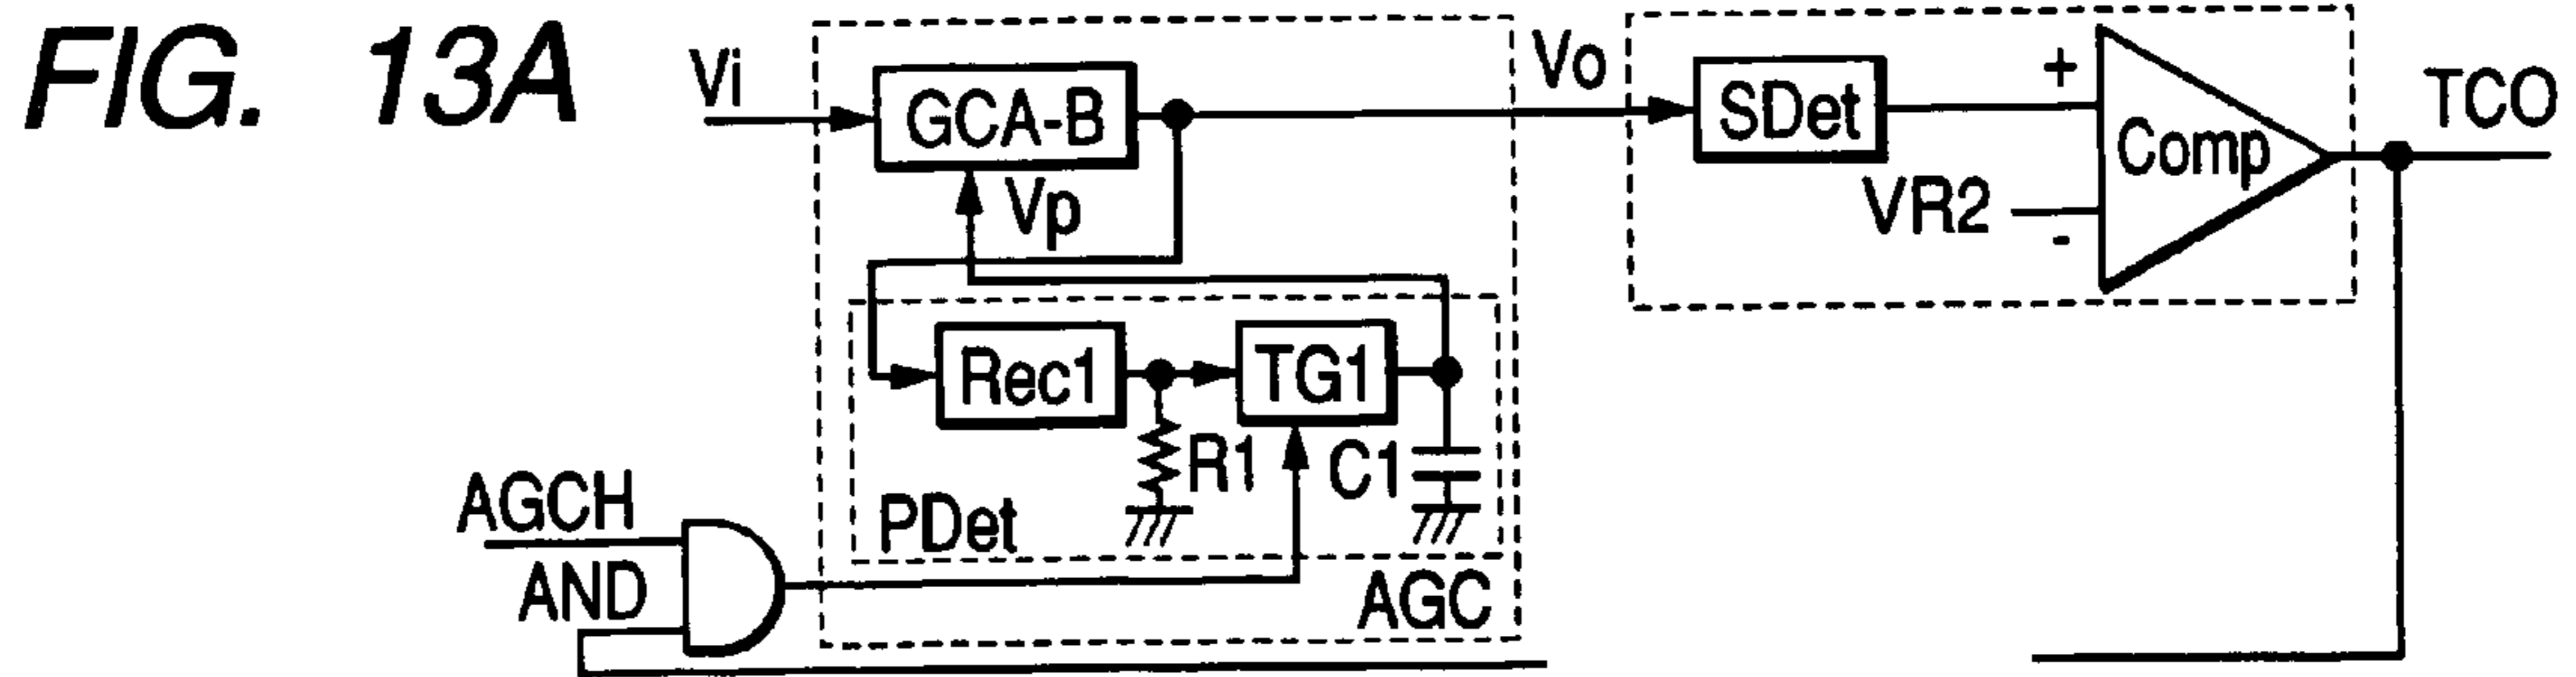 FIG. 13A
Vi
GCA-B
Vo
SDet
+
Comp
TCO
VR2
-
Vp
Rec1
TG1
R1
C1
PDet
AGCH
AND
AGC